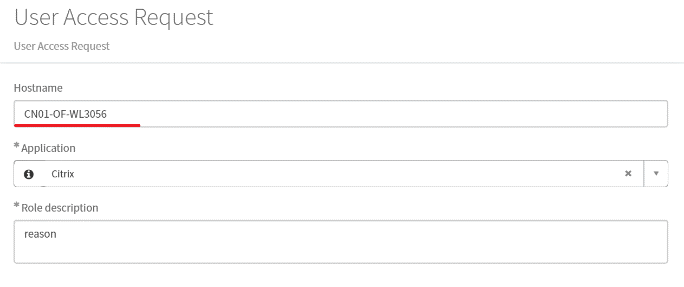 User Access Request
User Access Request
Hostname
CN01-OF-WL3056
* Application
Citrix
* Role description
reason